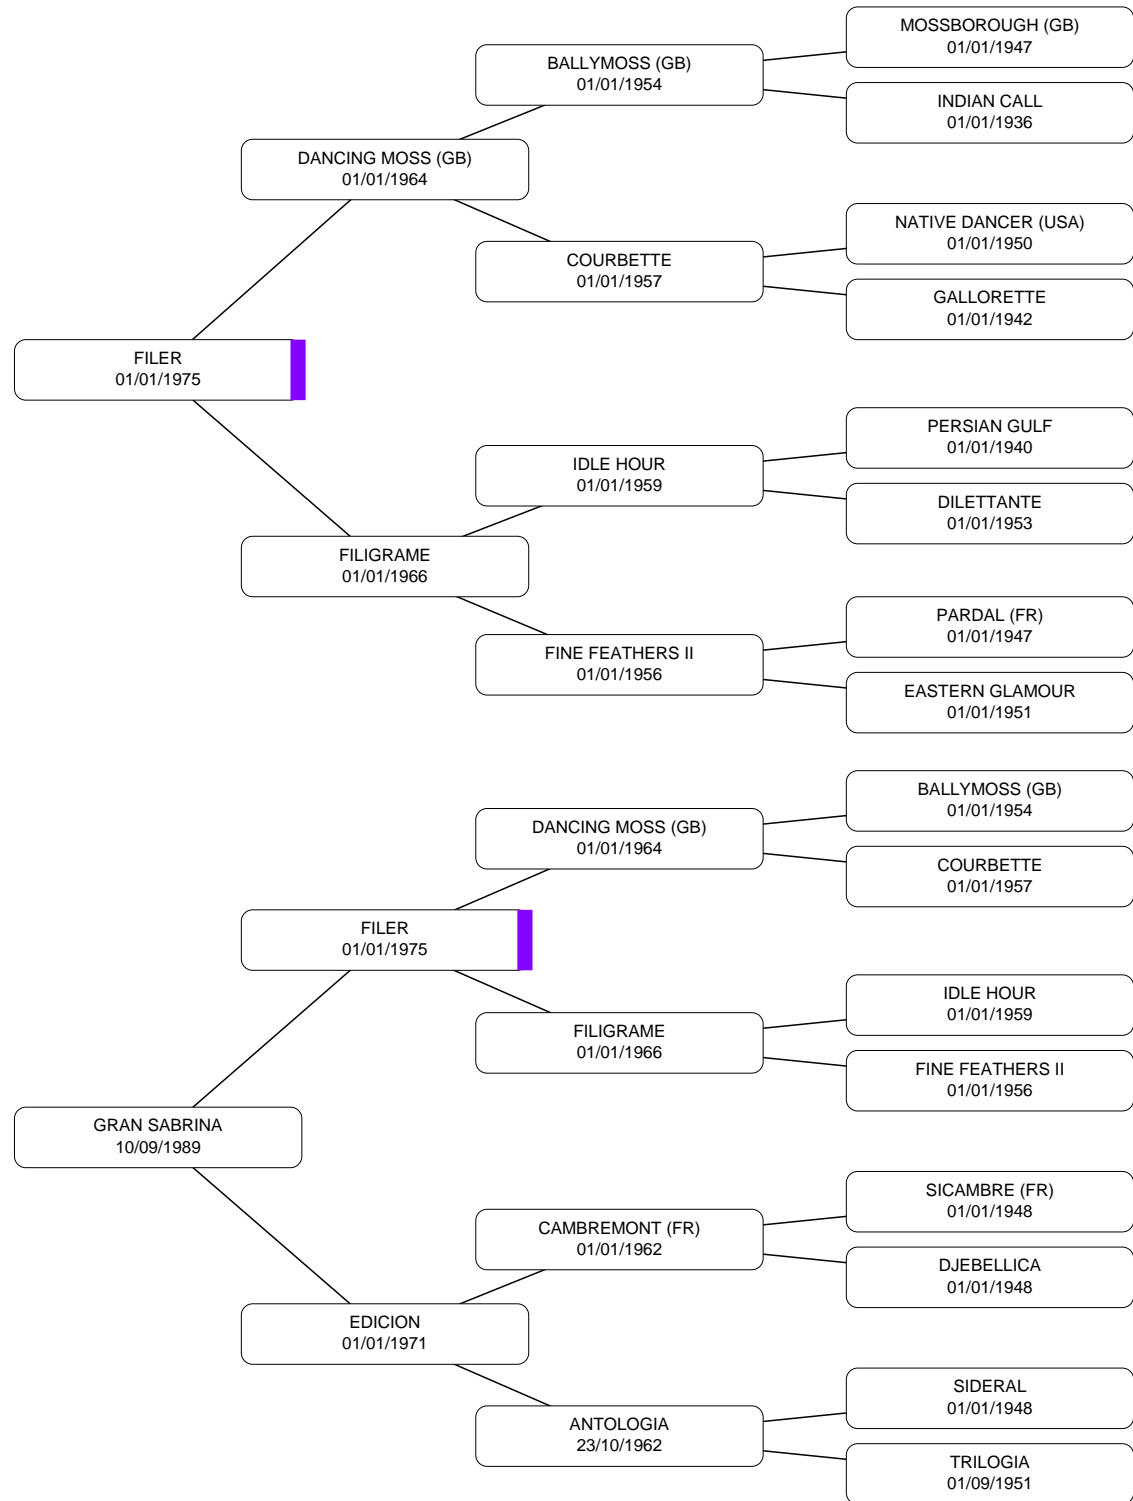 MOSSBOROUGH (GB)
01/01/1947
BALLYMOSS (GB)
01/01/1954
INDIAN CALL
01/01/1936
DANCING MOSS (GB)
01/01/1964
NATIVE DANCER (USA)
01/01/1950
COURBETTE
01/01/1957
GALLORETTE
01/01/1942
FILER
01/01/1975
PERSIAN GULF
01/01/1940
IDLE HOUR
01/01/1959
DILETTANTE
01/01/1953
FILIGRAME
01/01/1966
PARDAL (FR)
01/01/1947
FINE FEATHERS II
01/01/1956
EASTERN GLAMOUR
01/01/1951
BALLYMOSS (GB)
01/01/1954
DANCING MOSS (GB)
01/01/1964
COURBETTE
01/01/1957
FILER
01/01/1975
IDLE HOUR
01/01/1959
FILIGRAME
01/01/1966
FINE FEATHERS II
01/01/1956
GRAN SABRINA
10/09/1989
SICAMBRE (FR)
01/01/1948
CAMBREMONT (FR)
01/01/1962
DJEBELLICA
01/01/1948
EDICION
01/01/1971
SIDERAL
01/01/1948
ANTOLOGIA
23/10/1962
TRILOGIA
01/09/1951